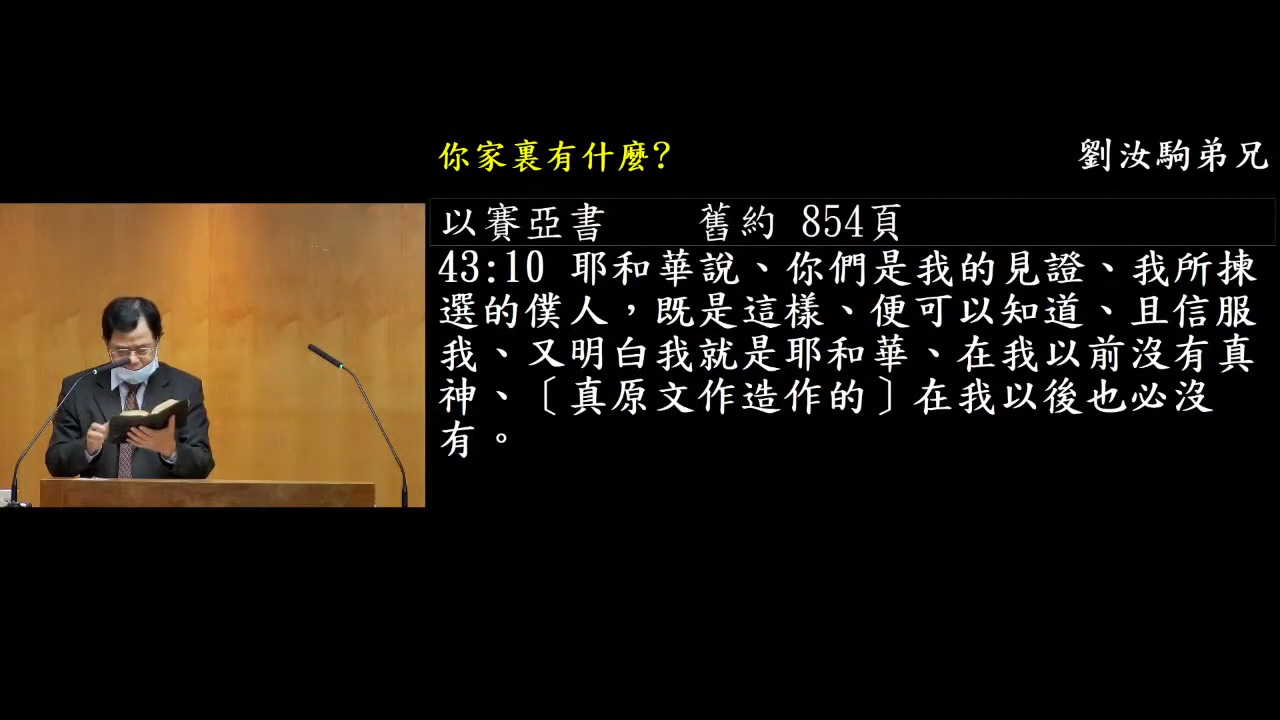 你家裏有什麼?
劉汝駒弟兄
以賽亞書 舊約 854頁
43:10 耶和華說、你們是我的見證、我所揀
選的僕人，既是這樣、便可以知道、且信服
我、又明白我就是耶和華、在我以前沒有真
神、〔真原文作造作的〕在我以後也必沒
有。